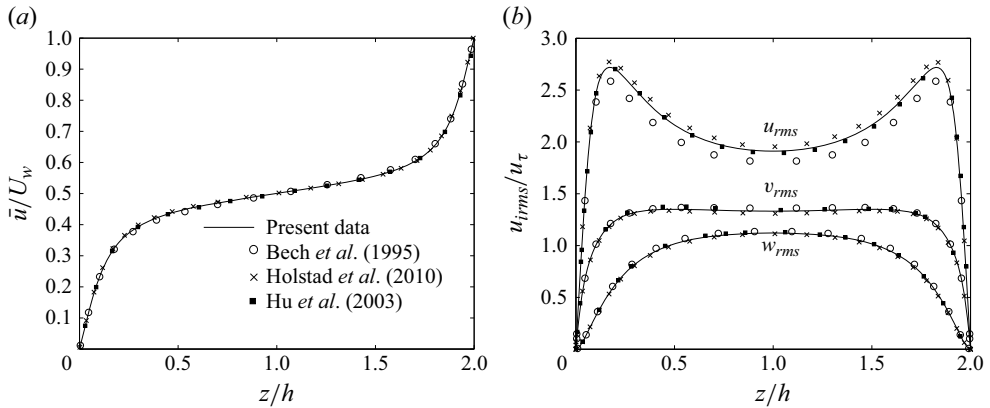 (a)
1.0
0.9
0.8
0.7
0.6
0.5
0.4
0.3
0.2
0.1
0
0.5
1.0
1.5
2.0
ū/U_w
z/h
Present data
Bech et al. (1995)
Holstad et al. (2010)
Hu et al. (2003)
(b)
3.0
2.5
2.0
1.5
1.0
0.5
0
0.5
1.0
1.5
2.0
u_irms/u_τ
z/h
u_rms
v_rms
w_rms